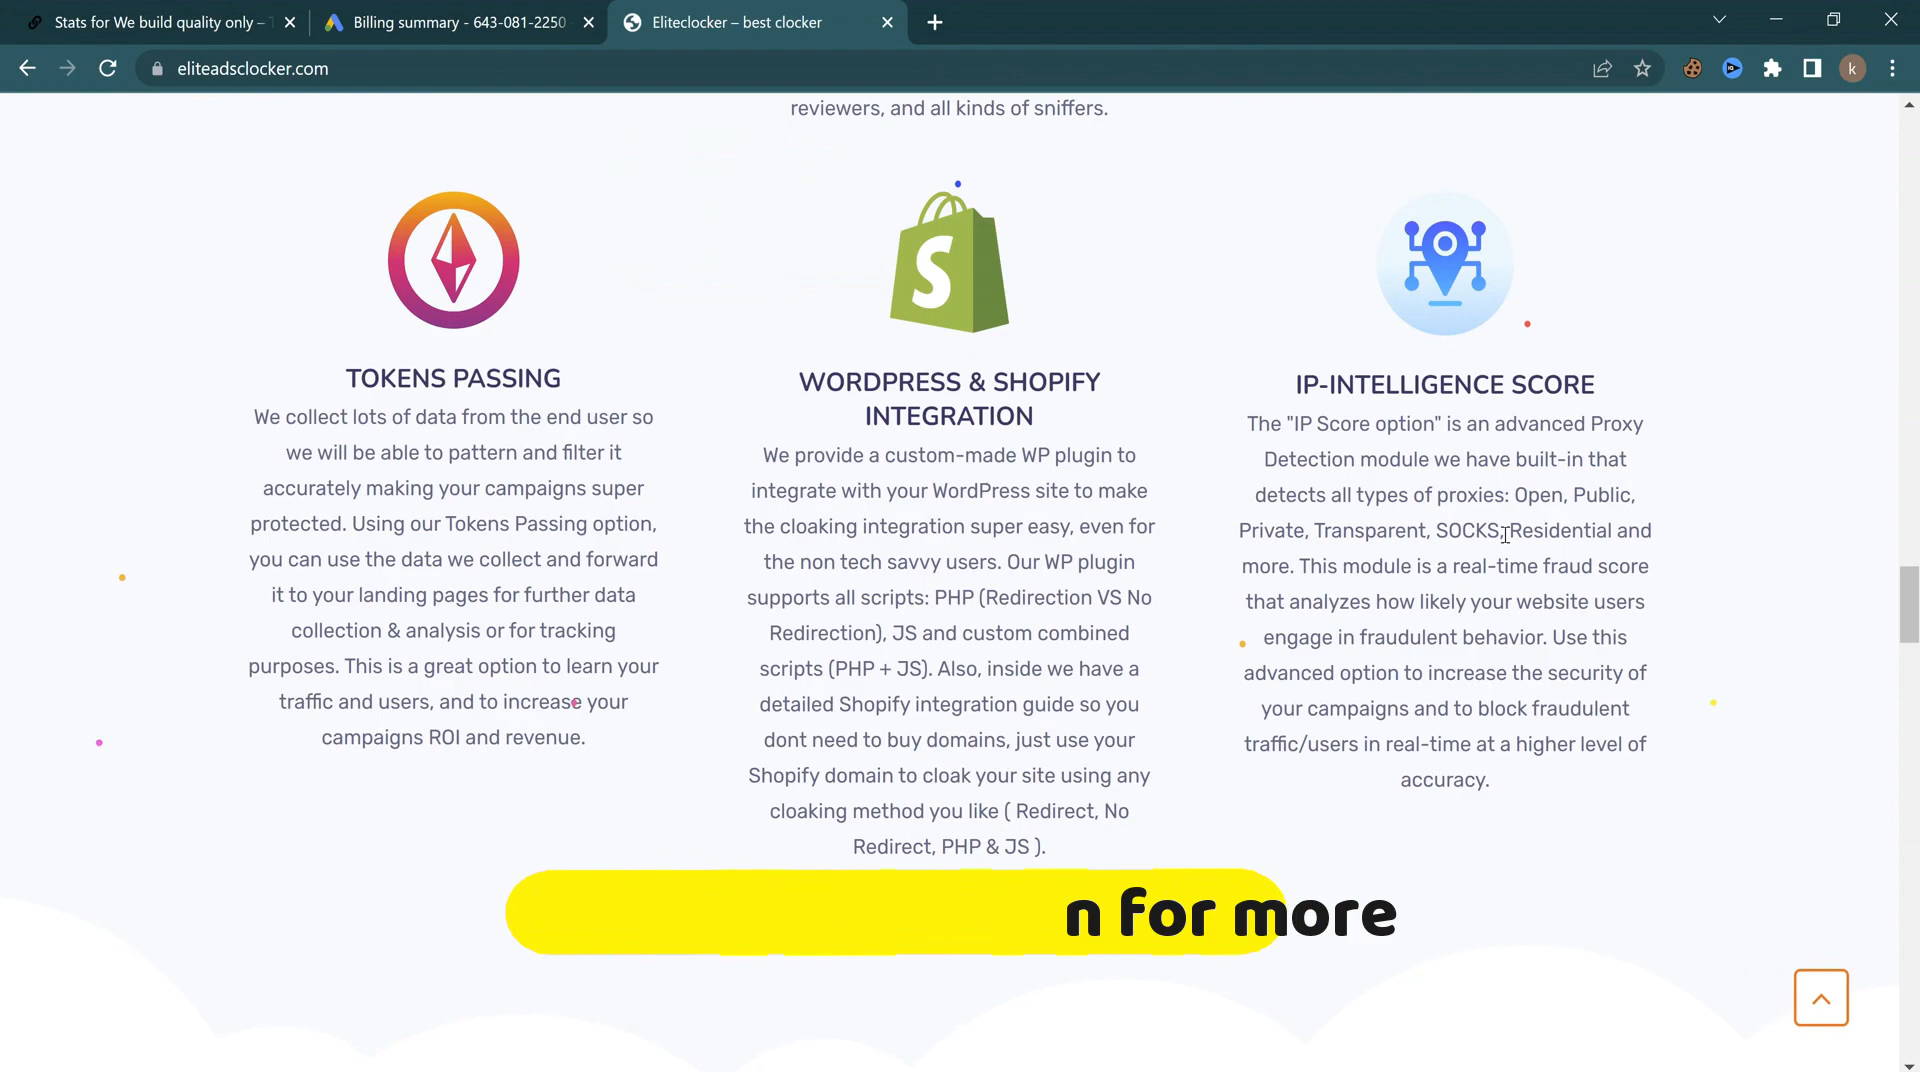 Stats for We build quality only –
Billing summary - 643-081-2250
Eliteclocker – best clocker
eliteadsclocker.com
k
reviewers, and all kinds of sniffers.
S
TOKENS PASSING
We collect lots of data from the end user so
we will be able to pattern and filter it
accurately making your campaigns super
protected. Using our Tokens Passing option,
you can use the data we collect and forward
it to your landing pages for further data
collection & analysis or for tracking
purposes. This is a great option to learn your
traffic and users, and to increase your
campaigns ROI and revenue.
WORDPRESS & SHOPIFY
INTEGRATION
We provide a custom-made WP plugin to
integrate with your WordPress site to make
the cloaking integration super easy, even for
the non tech savvy users. Our WP plugin
supports all scripts: PHP (Redirection VS No
Redirection), JS and custom combined
scripts (PHP + JS). Also, inside we have a
detailed Shopify integration guide so you
dont need to buy domains, just use your
Shopify domain to cloak your site using any
cloaking method you like ( Redirect, No
Redirect, PHP & JS ).
IP-INTELLIGENCE SCORE
The "IP Score option" is an advanced Proxy
Detection module we have built-in that
detects all types of proxies: Open, Public,
Private, Transparent, SOCKS, Residential and
more. This module is a real-time fraud score
that analyzes how likely your website users
engage in fraudulent behavior. Use this
advanced option to increase the security of
your campaigns and to block fraudulent
traffic/users in real-time at a higher level of
accuracy.
n for more